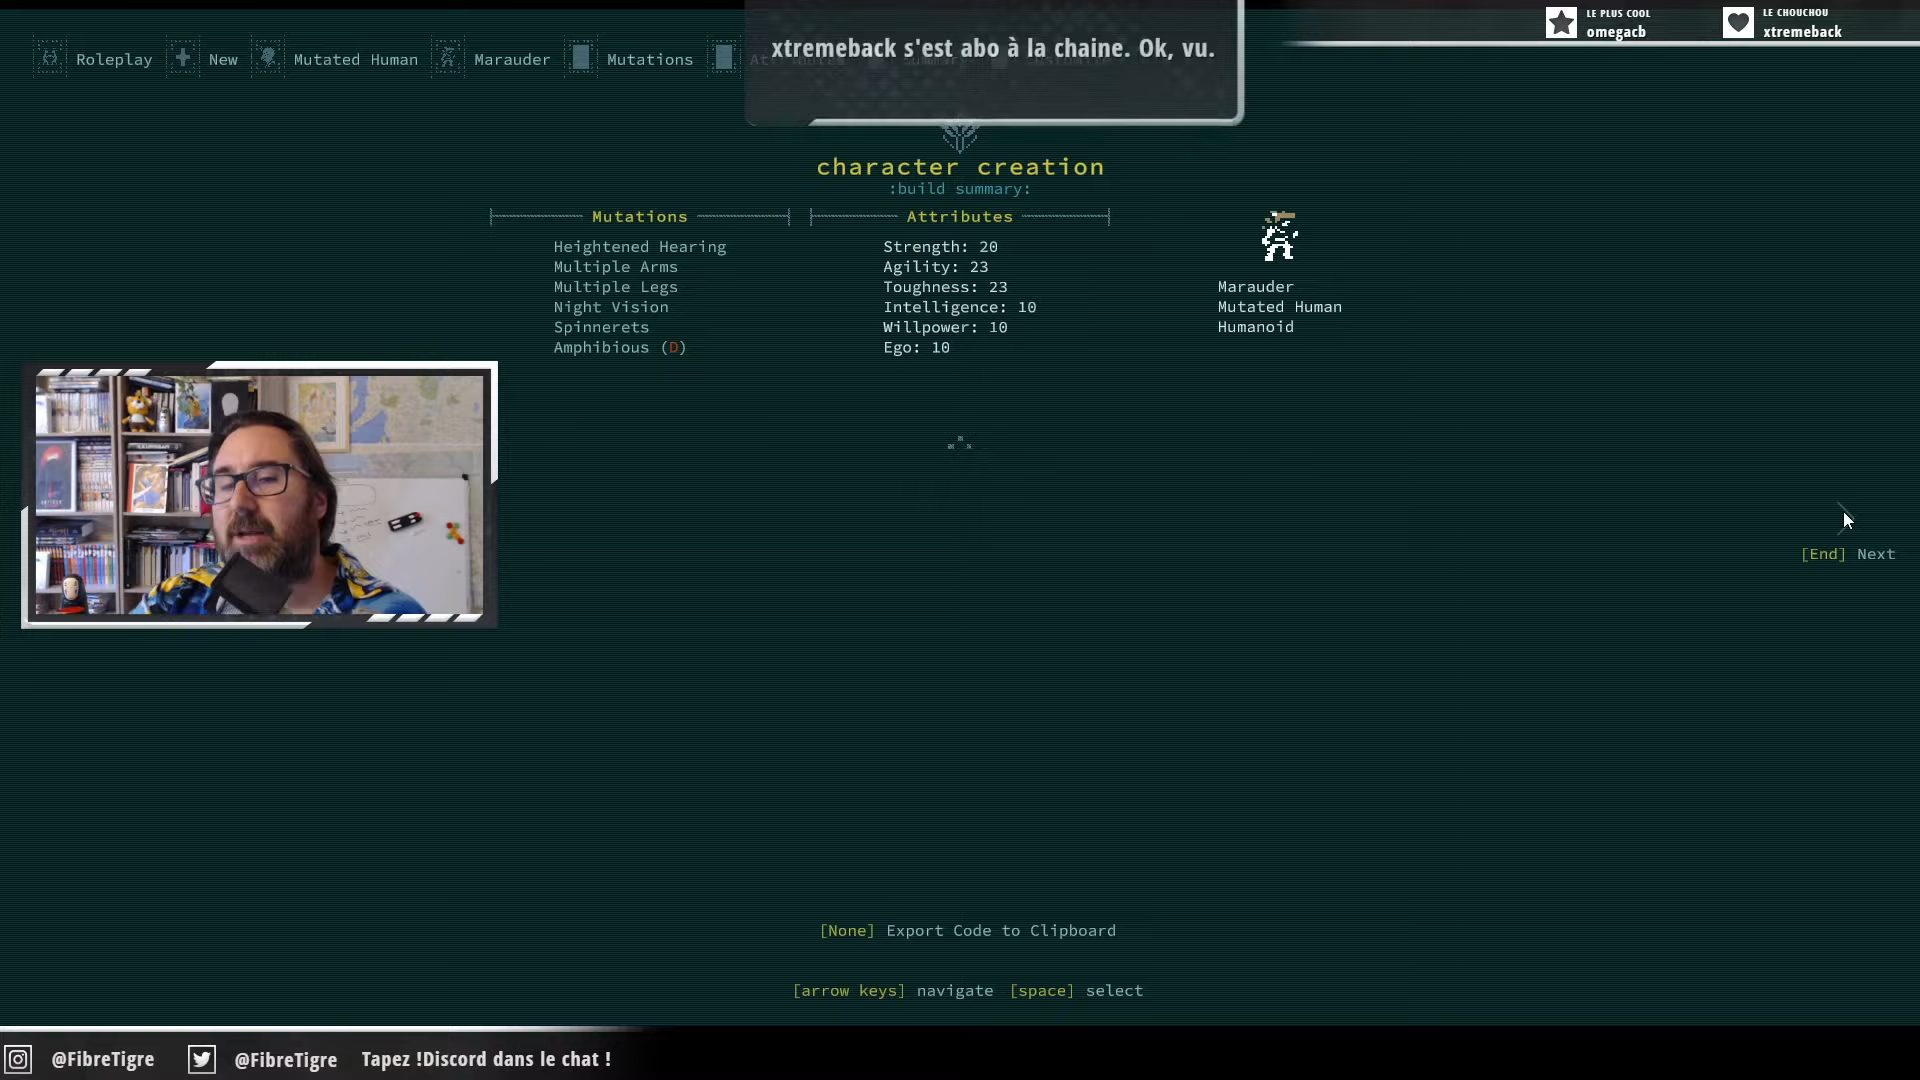 LE PLUS COOL
omegacb
LE CHOUCHOU
xtremeback
xtremeback s'est abo à la chaine. Ok, vu.
Roleplay
New
Mutated Human
Marauder
Mutations
character creation
:build summary:
Mutations
Heightened Hearing
Multiple Arms
Multiple Legs
Night Vision
Spinnerets
Amphibious (D)
Attributes
Strength: 20
Agility: 23
Toughness: 23
Intelligence: 10
Willpower: 10
Ego: 10
Marauder
Mutated Human
Humanoid
[End] Next
[None] Export Code to Clipboard
[arrow keys] navigate [space] select
@FibreTigre
@FibreTigre
Tapez !Discord dans le chat !